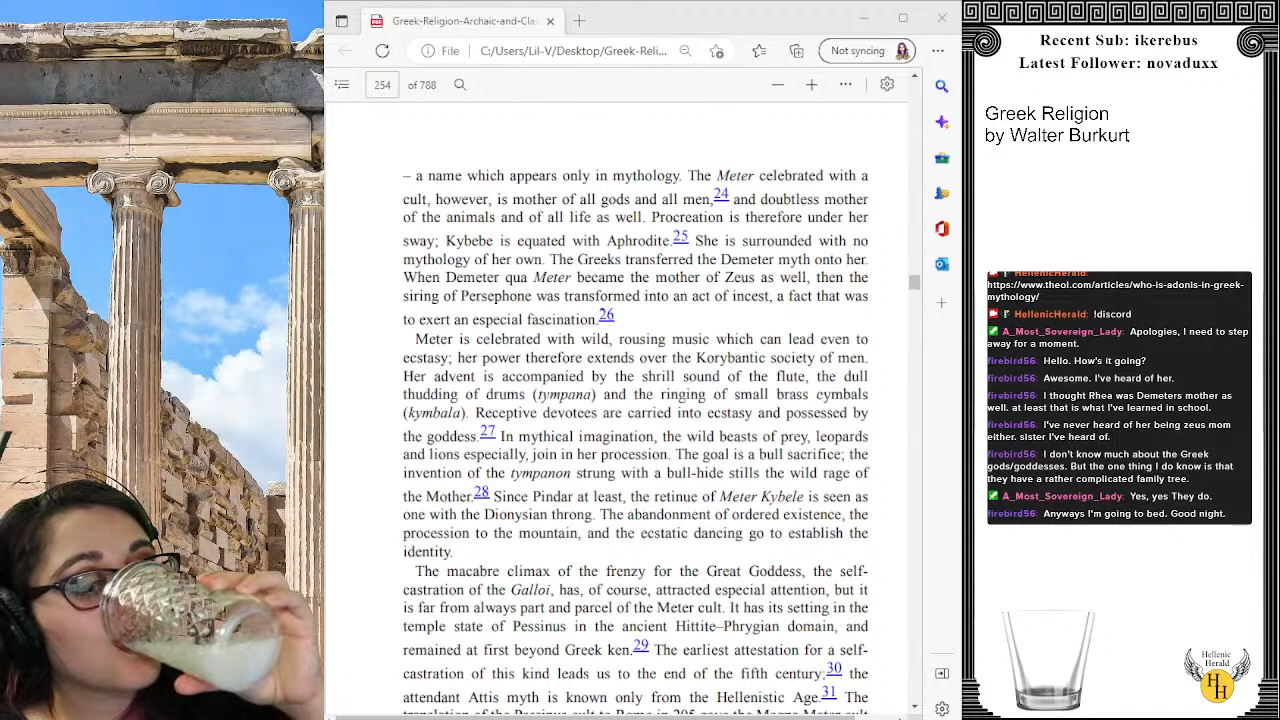 Greek-Religion-Archaic-and-Cla
File
C:/Users/Lil-V/Desktop/Greek-Reli...
Not syncing
254 of 788
– a name which appears only in mythology. The Meter celebrated with a
cult, however, is mother of all gods and all men,24 and doubtless mother
of the animals and of all life as well. Procreation is therefore under her
sway; Kybebe is equated with Aphrodite.25 She is surrounded with no
mythology of her own. The Greeks transferred the Demeter myth onto her.
When Demeter qua Meter became the mother of Zeus as well, then the
siring of Persephone was transformed into an act of incest, a fact that was
to exert an especial fascination.26
Meter is celebrated with wild, rousing music which can lead even to
ecstasy; her power therefore extends over the Korybantic society of men.
Her advent is accompanied by the shrill sound of the flute, the dull
thudding of drums (tympana) and the ringing of small brass cymbals
(kymbala). Receptive devotees are carried into ecstasy and possessed by
the goddess.27 In mythical imagination, the wild beasts of prey, leopards
and lions especially, join in her procession. The goal is a bull sacrifice; the
invention of the tympanon strung with a bull-hide stills the wild rage of
the Mother.28 Since Pindar at least, the retinue of Meter Kybele is seen as
one with the Dionysian throng. The abandonment of ordered existence, the
procession to the mountain, and the ecstatic dancing go to establish the
identity.
The macabre climax of the frenzy for the Great Goddess, the self-
castration of the Galloi, has, of course, attracted especial attention, but it
is far from always part and parcel of the Meter cult. It has its setting in the
temple state of Pessinus in the ancient Hittite–Phrygian domain, and
remained at first beyond Greek ken.29 The earliest attestation for a self-
castration of this kind leads us to the end of the fifth century;30 the
attendant Attis myth is known only from the Hellenistic Age.31 The
Recent Sub: ikerebus
Latest Follower: novaduxx
Greek Religion
by Walter Burkurt
HellenicHerald:
https://www.theoi.com/articles/who-is-adonis-in-greek-
mythology/
HellenicHerald: !discord
A_Most_Sovereign_Lady: Apologies, I need to step
away for a moment.
firebird56: Hello. How's it going?
firebird56: Awesome. I've heard of her.
firebird56: I thought Rhea was Demeters mother as
well. at least that is what I've learned in school.
firebird56: I've never heard of her being zeus mom
either. sister I've heard of.
firebird56: I don't know much about the Greek
gods/goddesses. But the one thing I do know is that
they have a rather complicated family tree.
A_Most_Sovereign_Lady: Yes, yes They do.
firebird56: Anyways I'm going to bed. Good night.
Hellenic
Herald
HH